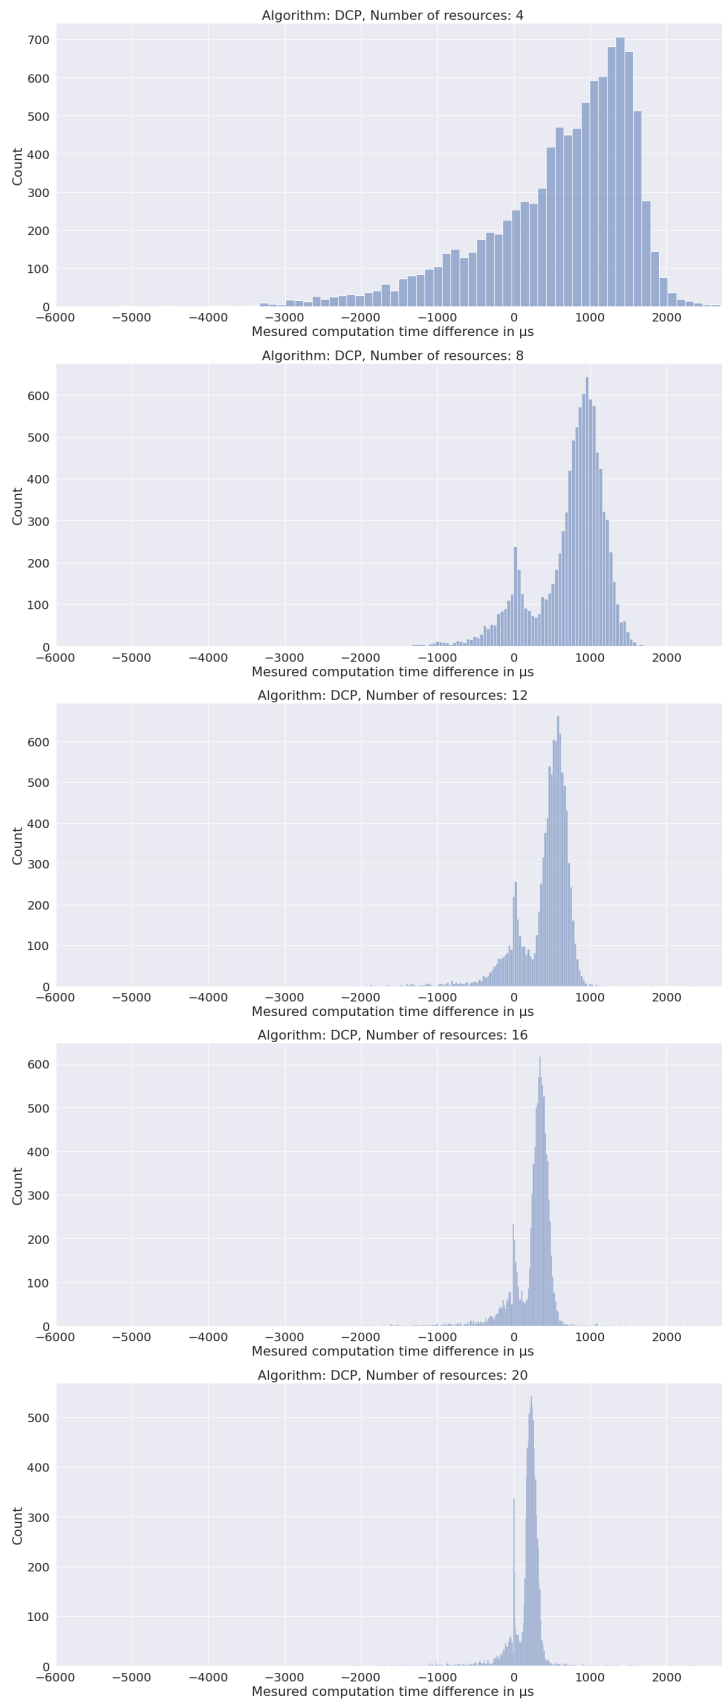 Algorithm: DCP, Number of resources: 4
700
600
500
400
300
200
100
0
Count
−6000 −5000 −4000 −3000 −2000 −1000 0 1000 2000
Mesured computation time difference in µs
Algorithm: DCP, Number of resources: 8
600
500
400
300
200
100
0
Count
−6000 −5000 −4000 −3000 −2000 −1000 0 1000 2000
Mesured computation time difference in µs
Algorithm: DCP, Number of resources: 12
600
500
400
300
200
100
0
Count
−6000 −5000 −4000 −3000 −2000 −1000 0 1000 2000
Mesured computation time difference in µs
Algorithm: DCP, Number of resources: 16
600
500
400
300
200
100
0
Count
−6000 −5000 −4000 −3000 −2000 −1000 0 1000 2000
Mesured computation time difference in µs
Algorithm: DCP, Number of resources: 20
500
400
300
200
100
0
Count
−6000 −5000 −4000 −3000 −2000 −1000 0 1000 2000
Mesured computation time difference in µs